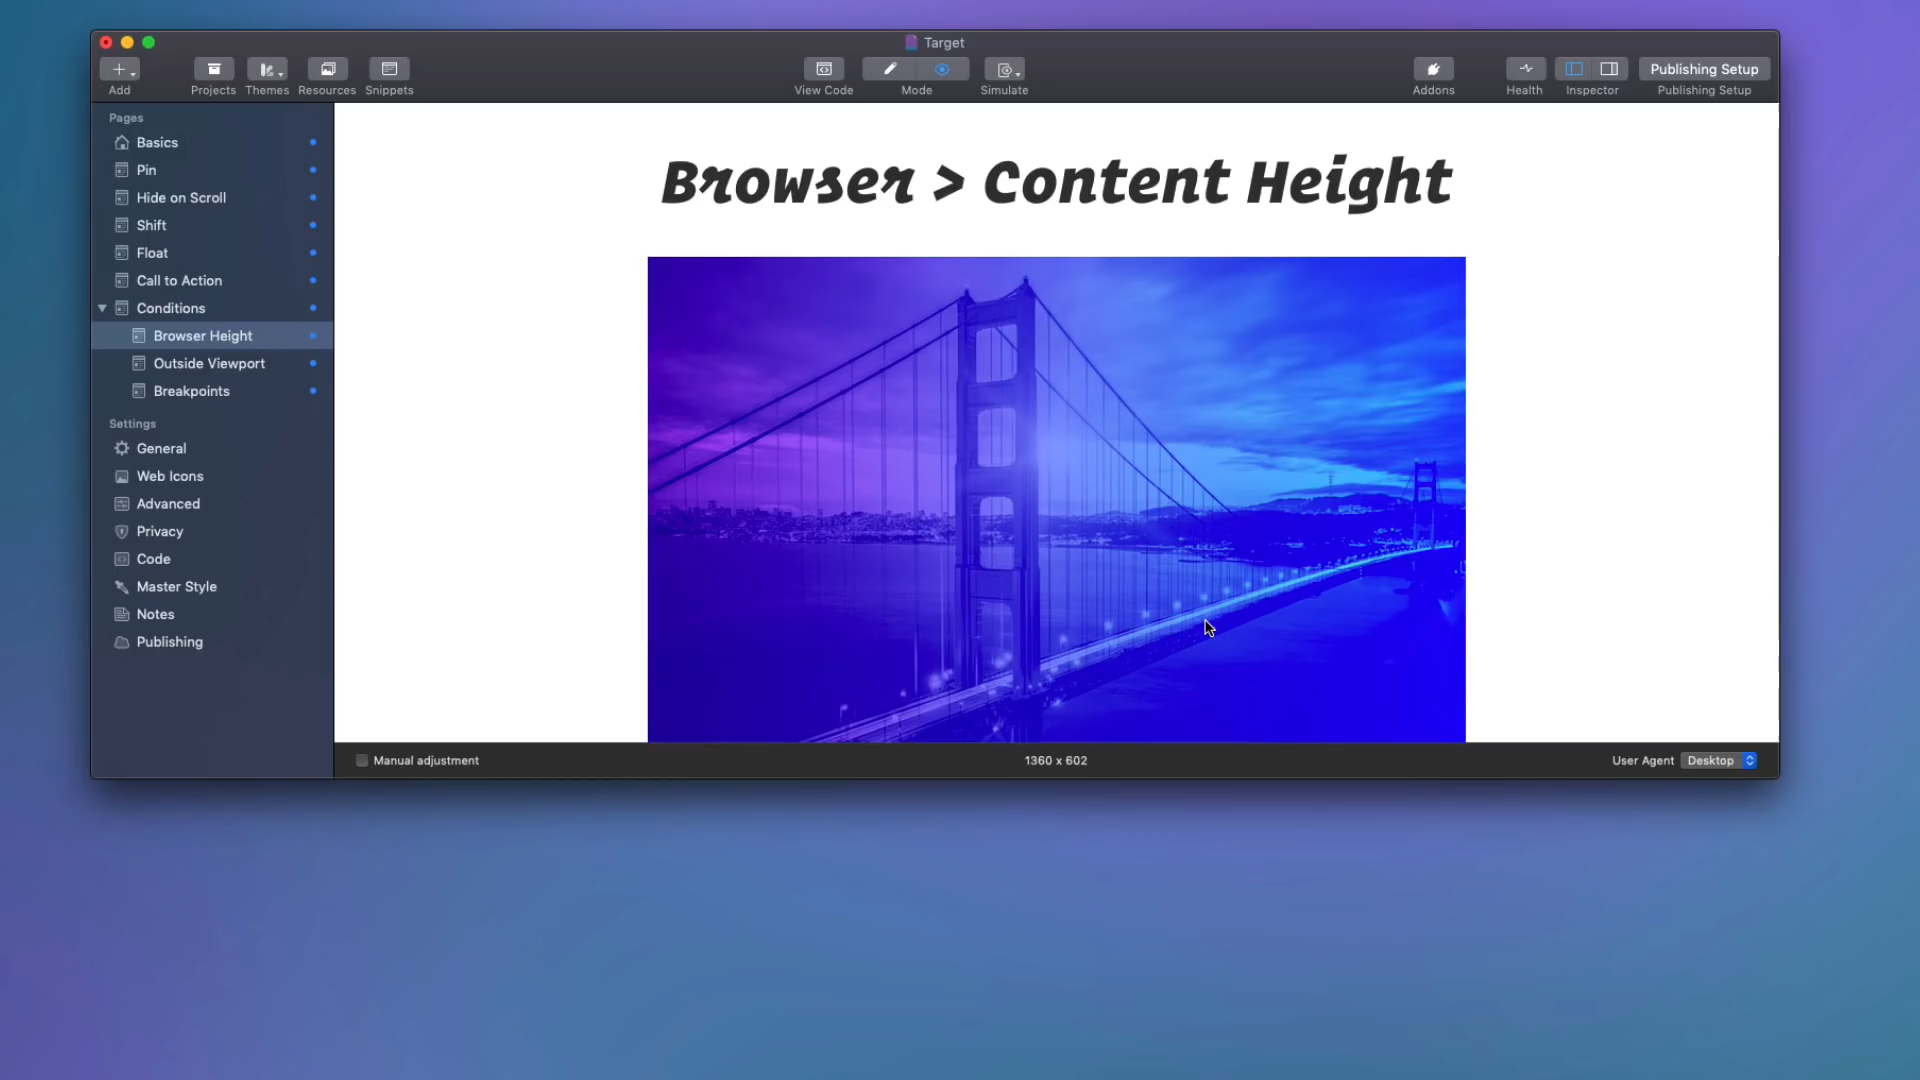 Target
Add
Projects
Themes
Resources
Snippets
View Code
Mode
Simulate
Addons
Health
Inspector
Publishing Setup
Publishing Setup
Pages
Basics
Pin
Hide on Scroll
Shift
Float
Call to Action
Conditions
Browser Height
Outside Viewport
Breakpoints
Settings
General
Web Icons
Advanced
Privacy
Code
Master Style
Notes
Publishing
Browser > Content Height
Manual adjustment
1360 x 602
User Agent Desktop